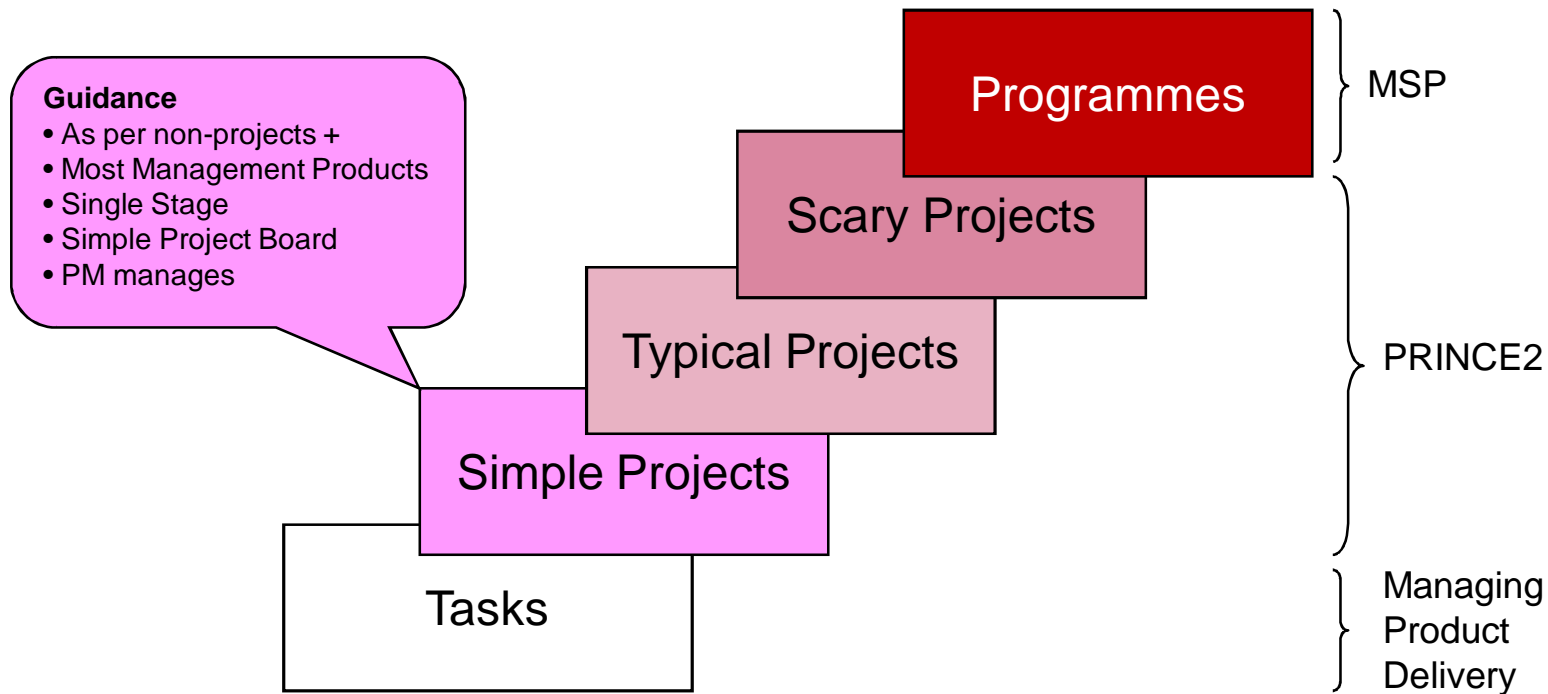 Guidance
• As per non-projects +
• Most Management Products
• Single Stage
• Simple Project Board
• PM manages
Programmes
MSP
Scary Projects
Typical Projects
PRINCE2
Simple Projects
Tasks
Managing
Product
Delivery